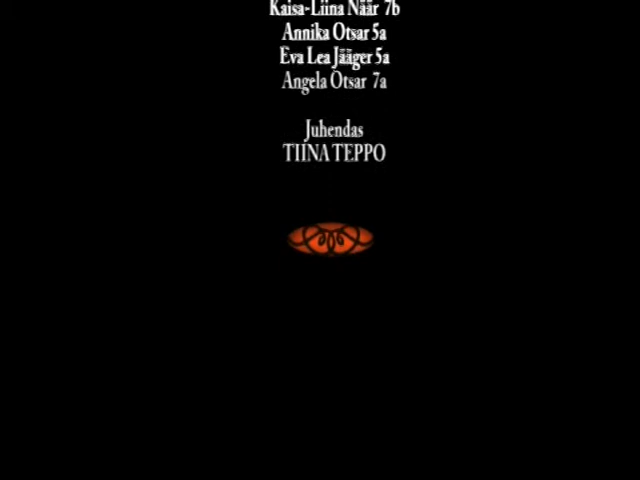 Kaisa-Liina Näär 7b
Annika Otsar 5a
Eva Lea Jääger 5a
Angela Otsar 7a
Juhendas
TIINA TEPPO